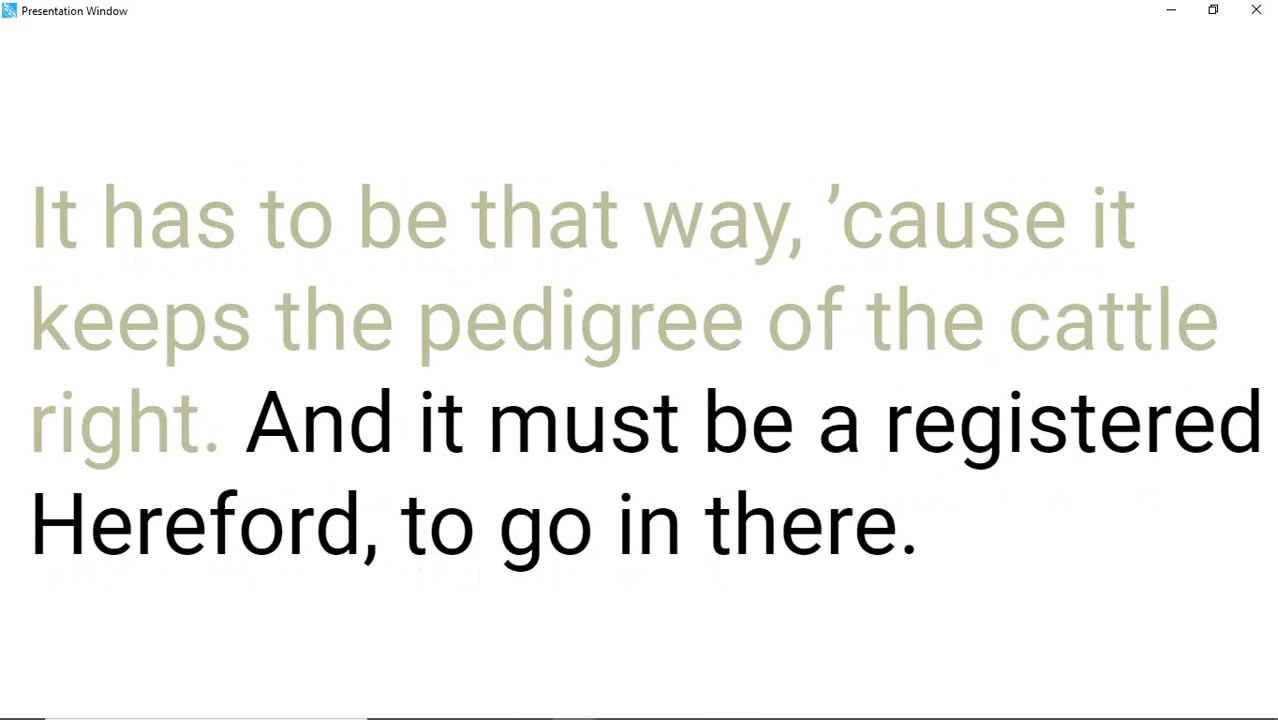 Presentation Window
It has to be that way, ’cause it
keeps the pedigree of the cattle
right. And it must be a registered
Hereford, to go in there.